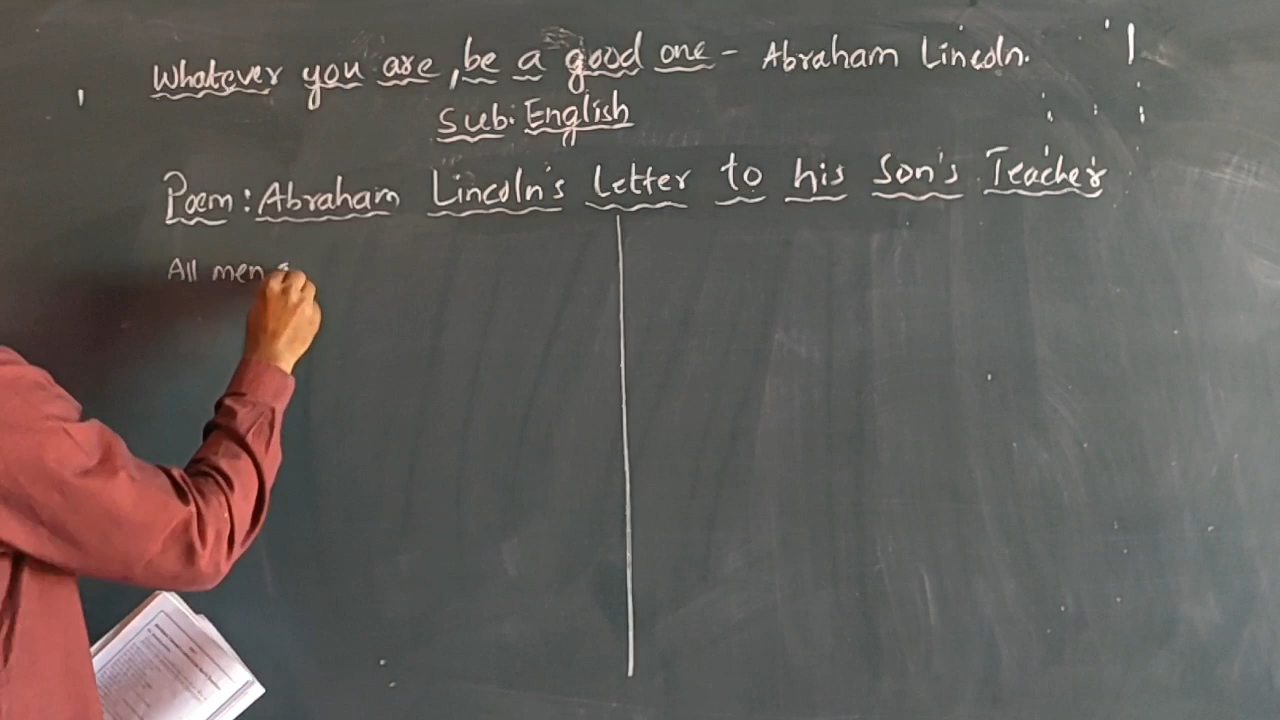 Whatever you are, be a good one - Abraham Lincoln.
Sub: English
Poem: Abraham Lincoln's Letter to his Son's Teacher
All men